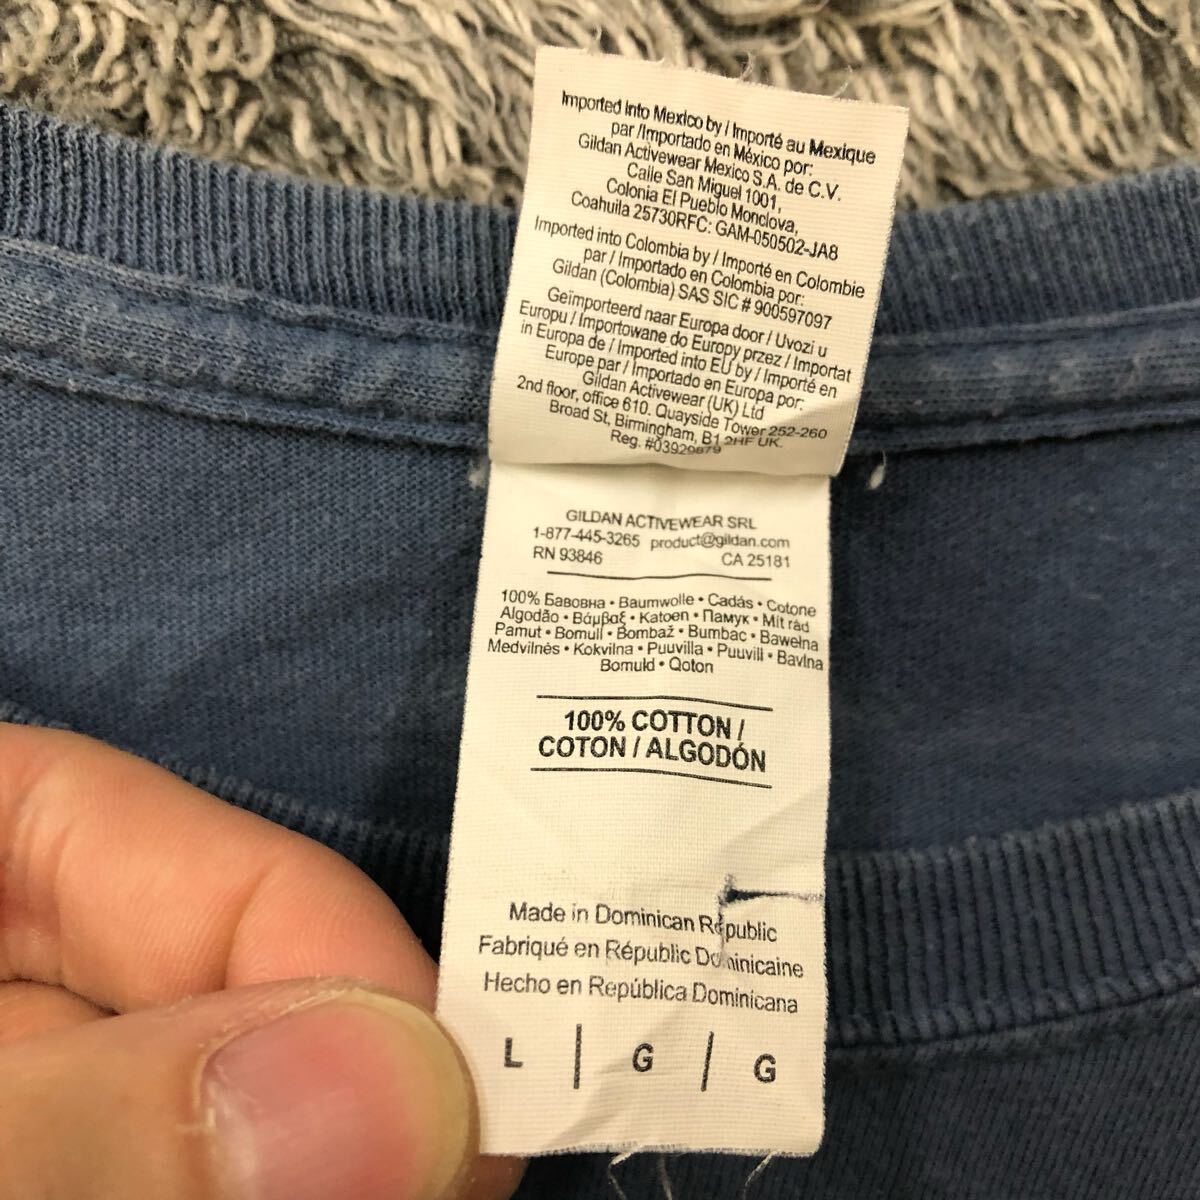 Imported into Mexico by / Importé au Mexique
par /Importado en México por:
Gildan Activewear Mexico S.A. de C.V.
Calle San Miguel 1001,
Colonia El Pueblo Monclova,
Coahuila 25730RFC: GAM-050502-JA8
Imported into Colombia by / Importé en Colombie
par / Importado en Colombia por:
Gildan (Colombia) SAS SIC # 900597097
Geïmporteerd naar Europa door / Uvozi u
Europu / Importowane do Europy przez / Importat
in Europa de / Imported into EU by / Importé en
Europe par / Importado en Europa por:
Gildan Activewear (UK) Ltd
2nd floor, office 610. Quayside Tower 252-260
Broad St, Birmingham, B1 2HF UK.
Reg. #03929679
GILDAN ACTIVEWEAR SRL
1-877-445-3265 product@gildan.com
RN 93846 CA 25181
100% Бавовна • Baumwolle • Cadás • Cotone
Algodão • Βάμβαξ • Katoen • Памук • Mit rád
Pamut • Bomull • Bombaž • Bumbac • Bawełna
Medvilnės • Kokvilna • Puuvilla • Puuvill • Bavlna
Bomuld • Qoton
100% COTTON /
COTON / ALGODÓN
Made in Dominican Republic
Fabriqué en Républic Dominicaine
Hecho en República Dominicana
L | G | G